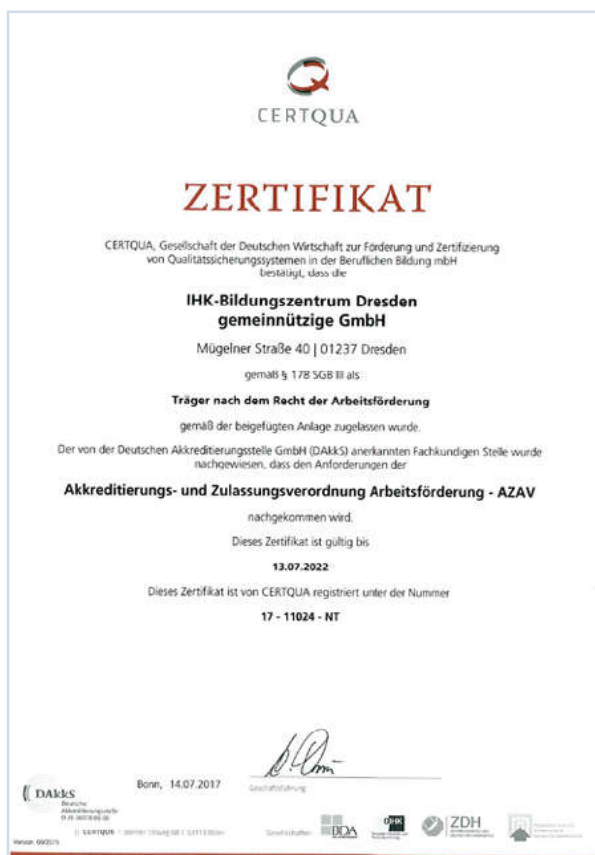 CERTQUA
ZERTIFIKAT
CERTQUA, Gesellschaft der Deutschen Wirtschaft zur Förderung und Zertifizierung
von Qualitätssicherungssystemen in der Beruflichen Bildung mbH
bestätigt, dass die
IHK-Bildungszentrum Dresden
gemeinnützige GmbH
Mügelner Straße 40 | 01237 Dresden
gemäß § 178 SGB III als
Träger nach dem Recht der Arbeitsförderung
gemäß der beigefügten Anlage zugelassen wurde.
Der von der Deutschen Akkreditierungsstelle GmbH (DAkkS) anerkannten Fachkundigen Stelle wurde
nachgewiesen, dass den Anforderungen der
Akkreditierungs- und Zulassungsverordnung Arbeitsförderung - AZAV
nachgekommen wird.
Dieses Zertifikat ist gültig bis
13.07.2022
Dieses Zertifikat ist von CERTQUA registriert unter der Nummer
17 - 11024 - NT
Bonn, 14.07.2017
Geschäftsführung
DAkkS
Deutsche
Akkreditierungsstelle
CERTQUA
Gesellschafter
BDA
DIHK
ZDH